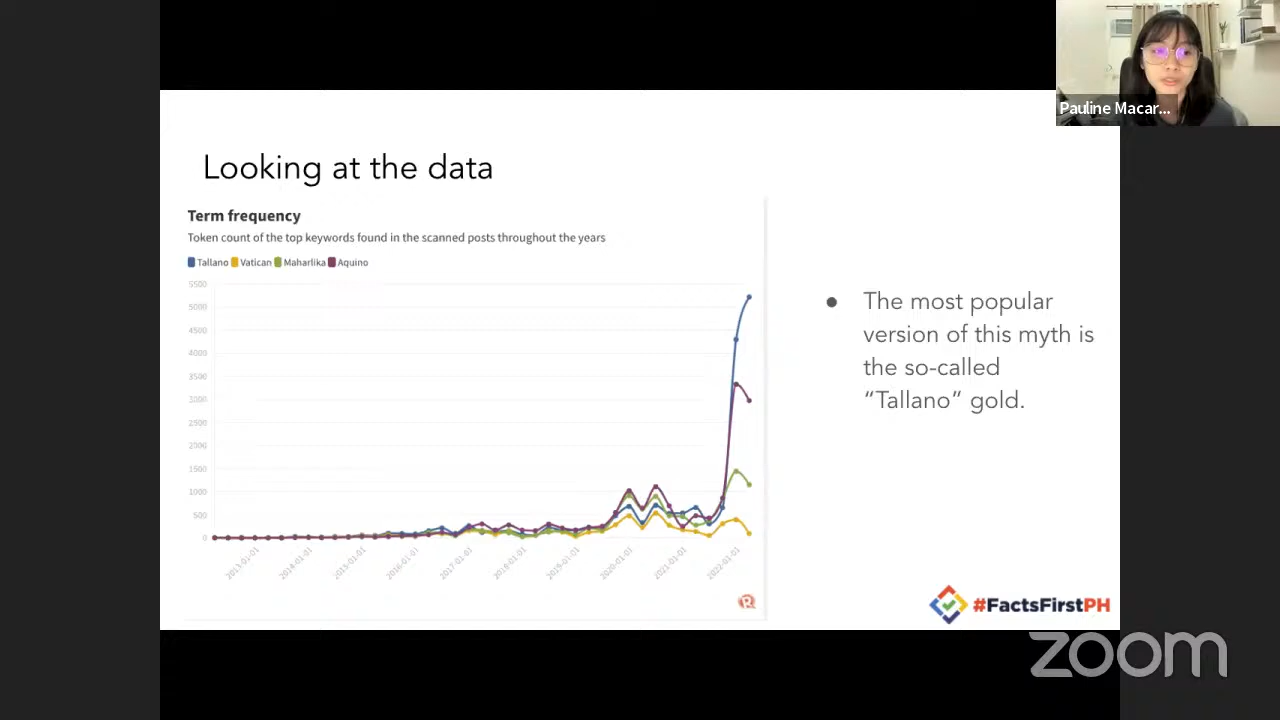 Pauline Macar...
Looking at the data
Term frequency
Token count of the top keywords found in the scanned posts throughout the years
Tallano Vatican Maharlika Aquino
5500
5000
4500
4000
3500
3000
2500
2000
1500
1000
500
0
2013-01-01
2014-01-01
2015-01-01
2016-01-01
2017-01-01
2018-01-01
2019-01-01
2020-01-01
2021-01-01
2022-01-01
● The most popular
version of this myth is
the so-called
“Tallano” gold.
R
#FactsFirstPH
zoom